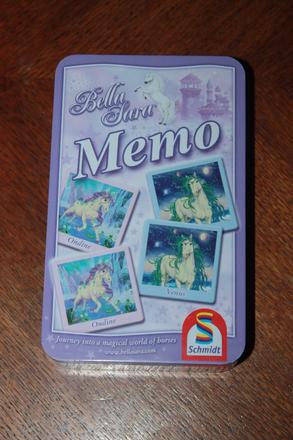 Bella
Sara
Memo
Ondine
Venus
Ondine
Journey into a magical world of horses
www.bellasara.com
S
Schmidt